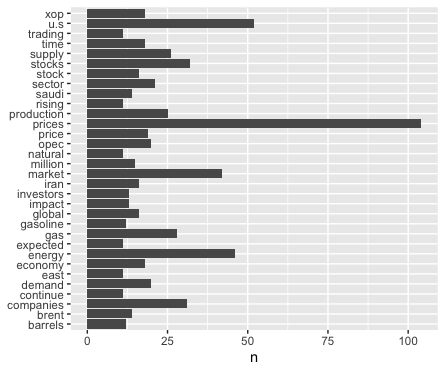 xop
u.s
trading
time
supply
stocks
stock
sector
saudi
rising
production
prices
price
opec
natural
million
market
iran
investors
impact
global
gasoline
gas
expected
energy
economy
east
demand
continue
companies
brent
barrels
0 25 50 75 100
n